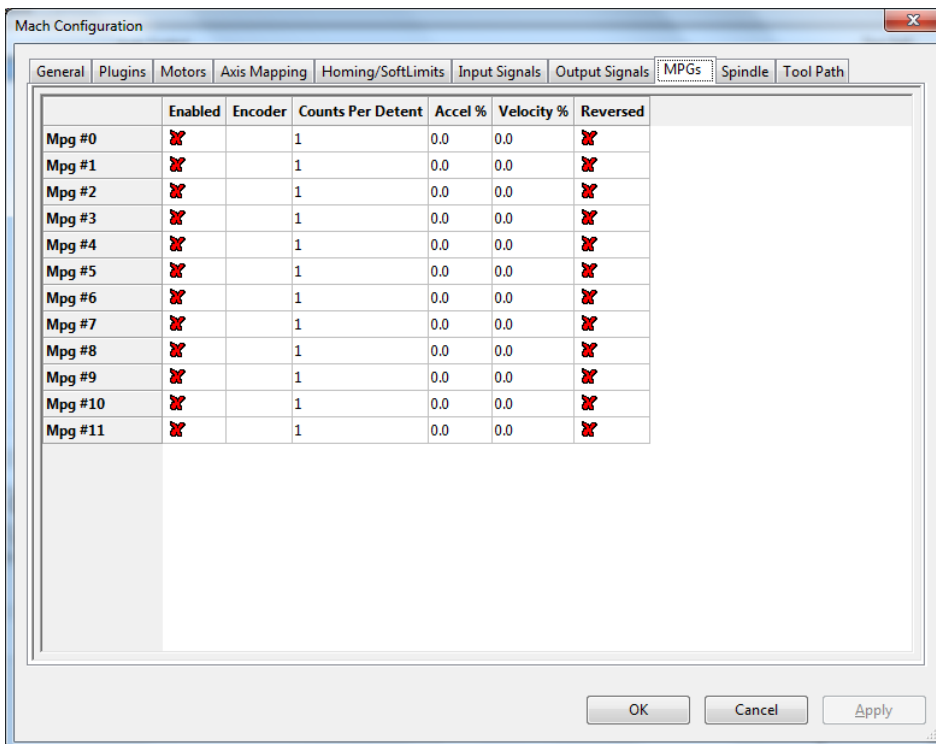 Mach Configuration
General Plugins Motors Axis Mapping Homing/SoftLimits Input Signals Output Signals MPGs Spindle Tool Path
Enabled Encoder Counts Per Detent Accel % Velocity % Reversed
Mpg #0 1 0.0 0.0
Mpg #1 1 0.0 0.0
Mpg #2 1 0.0 0.0
Mpg #3 1 0.0 0.0
Mpg #4 1 0.0 0.0
Mpg #5 1 0.0 0.0
Mpg #6 1 0.0 0.0
Mpg #7 1 0.0 0.0
Mpg #8 1 0.0 0.0
Mpg #9 1 0.0 0.0
Mpg #10 1 0.0 0.0
Mpg #11 1 0.0 0.0
OK Cancel Apply